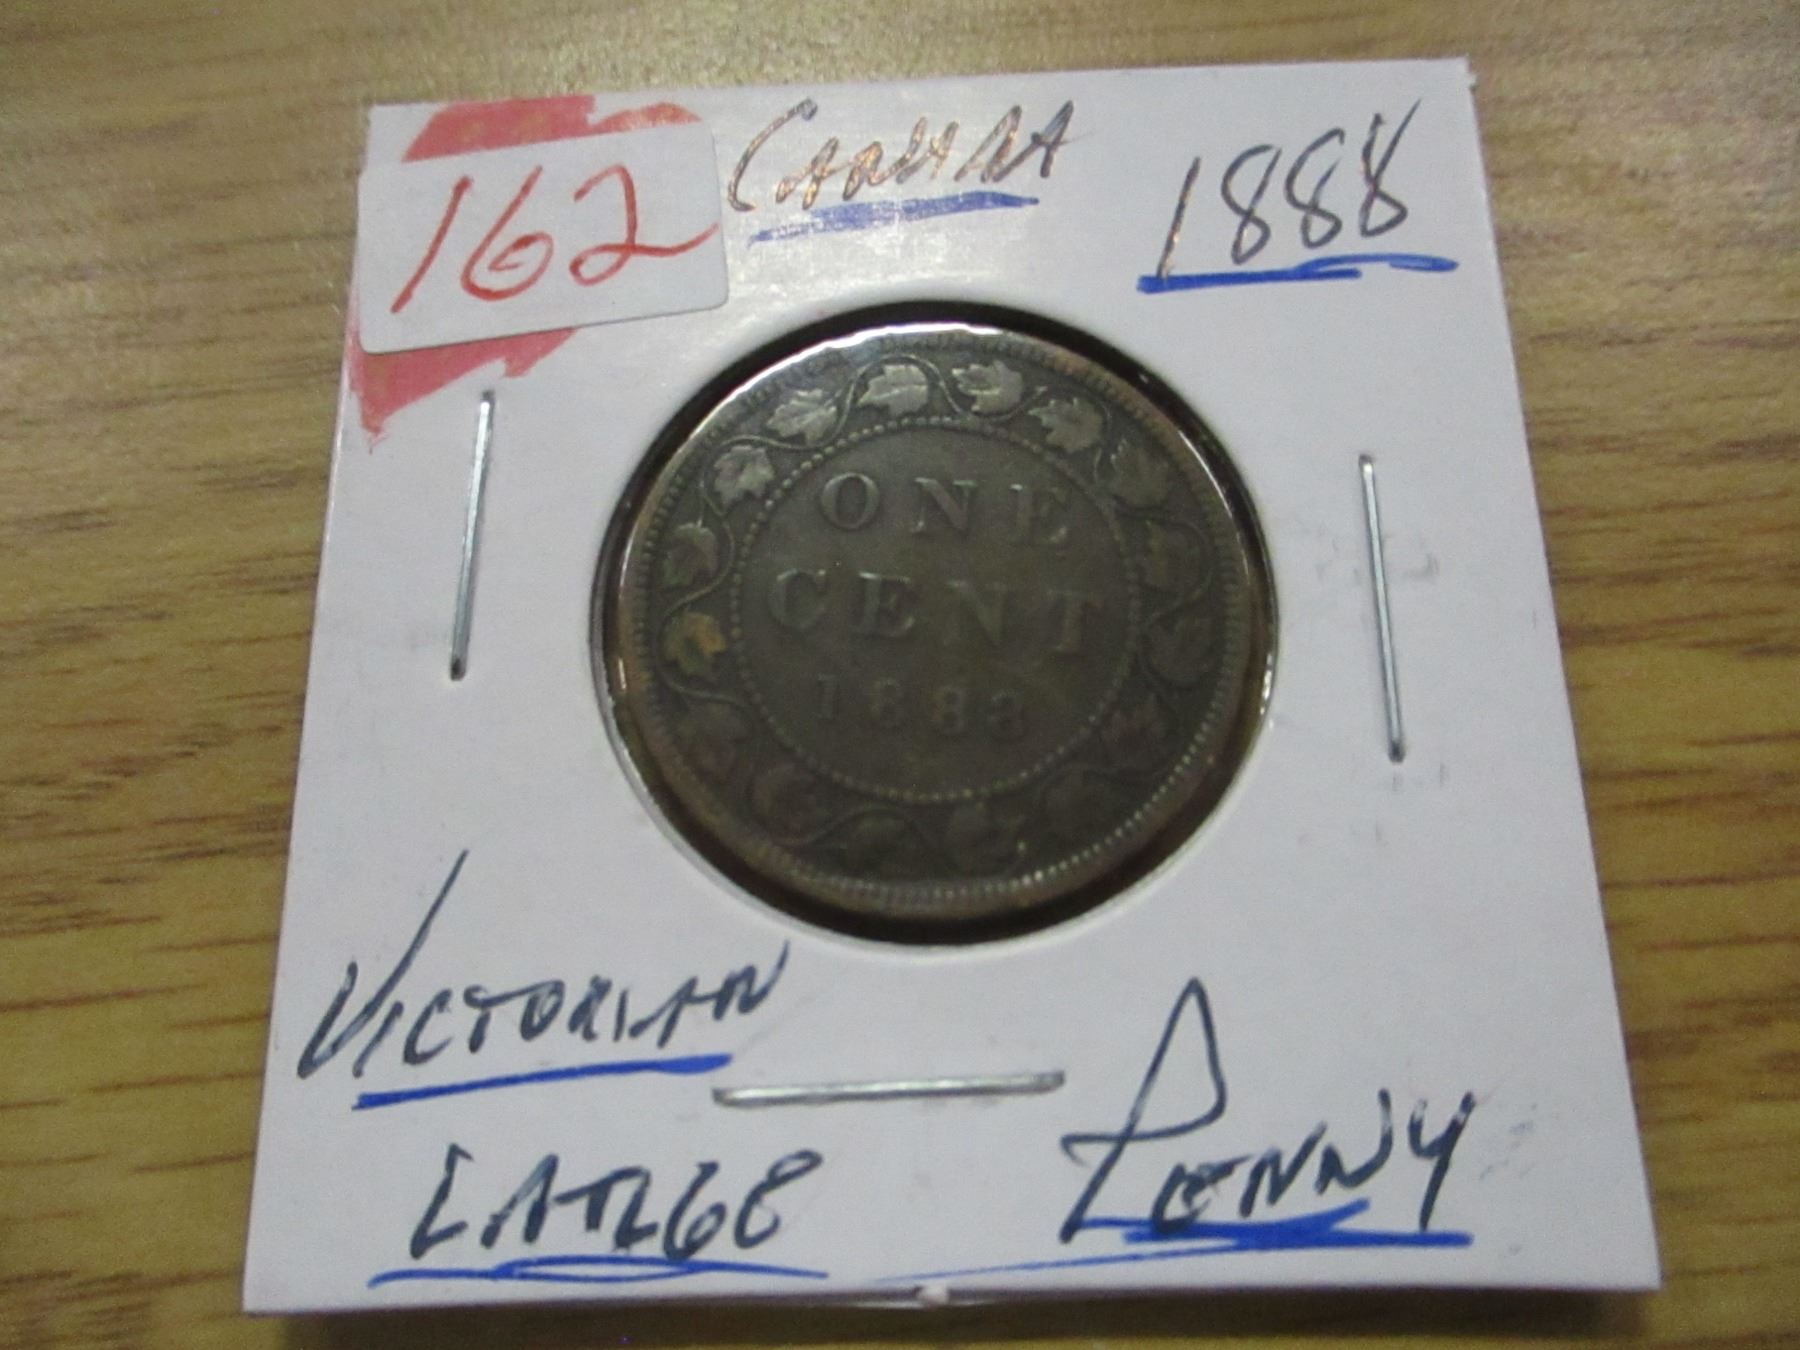 162
CANADA
1888
ONE
CENT
1888
VICTORIAN
LARGE PENNY